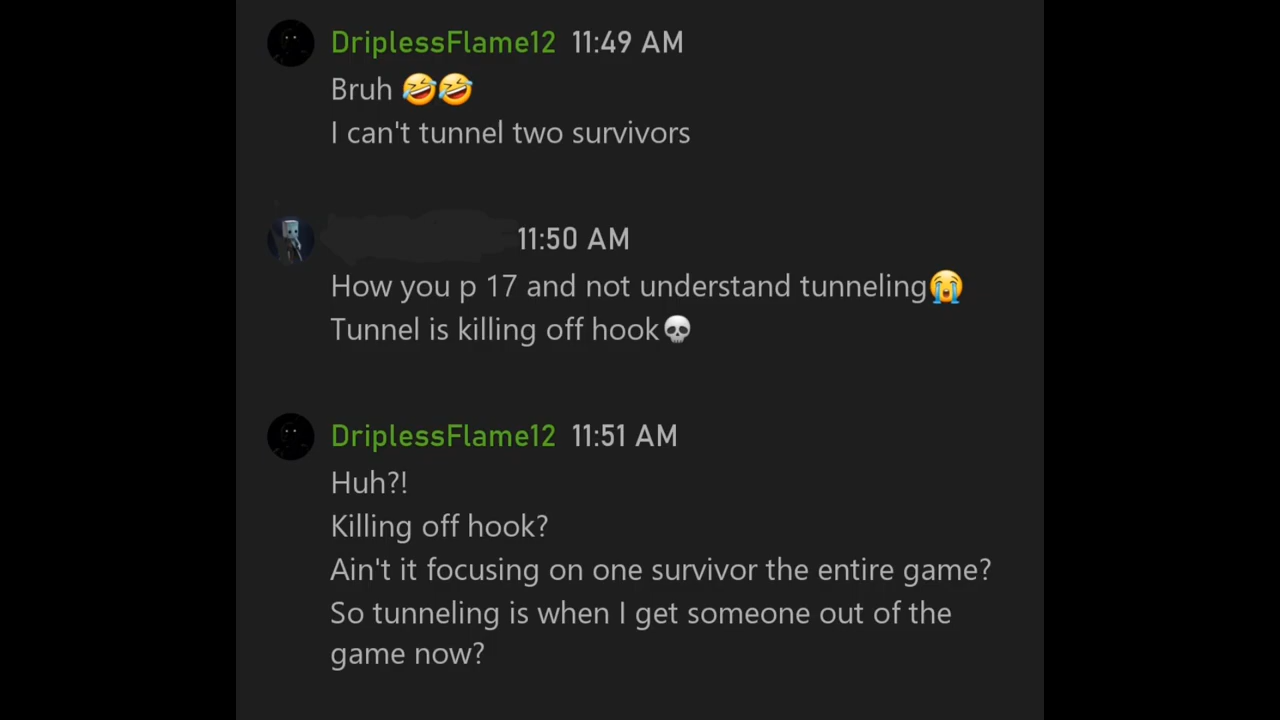 DriplessFlame12 11:49 AM
Bruh 🤣🤣
I can't tunnel two survivors
11:50 AM
How you p 17 and not understand tunneling😭
Tunnel is killing off hook💀
DriplessFlame12 11:51 AM
Huh?!
Killing off hook?
Ain't it focusing on one survivor the entire game?
So tunneling is when I get someone out of the
game now?